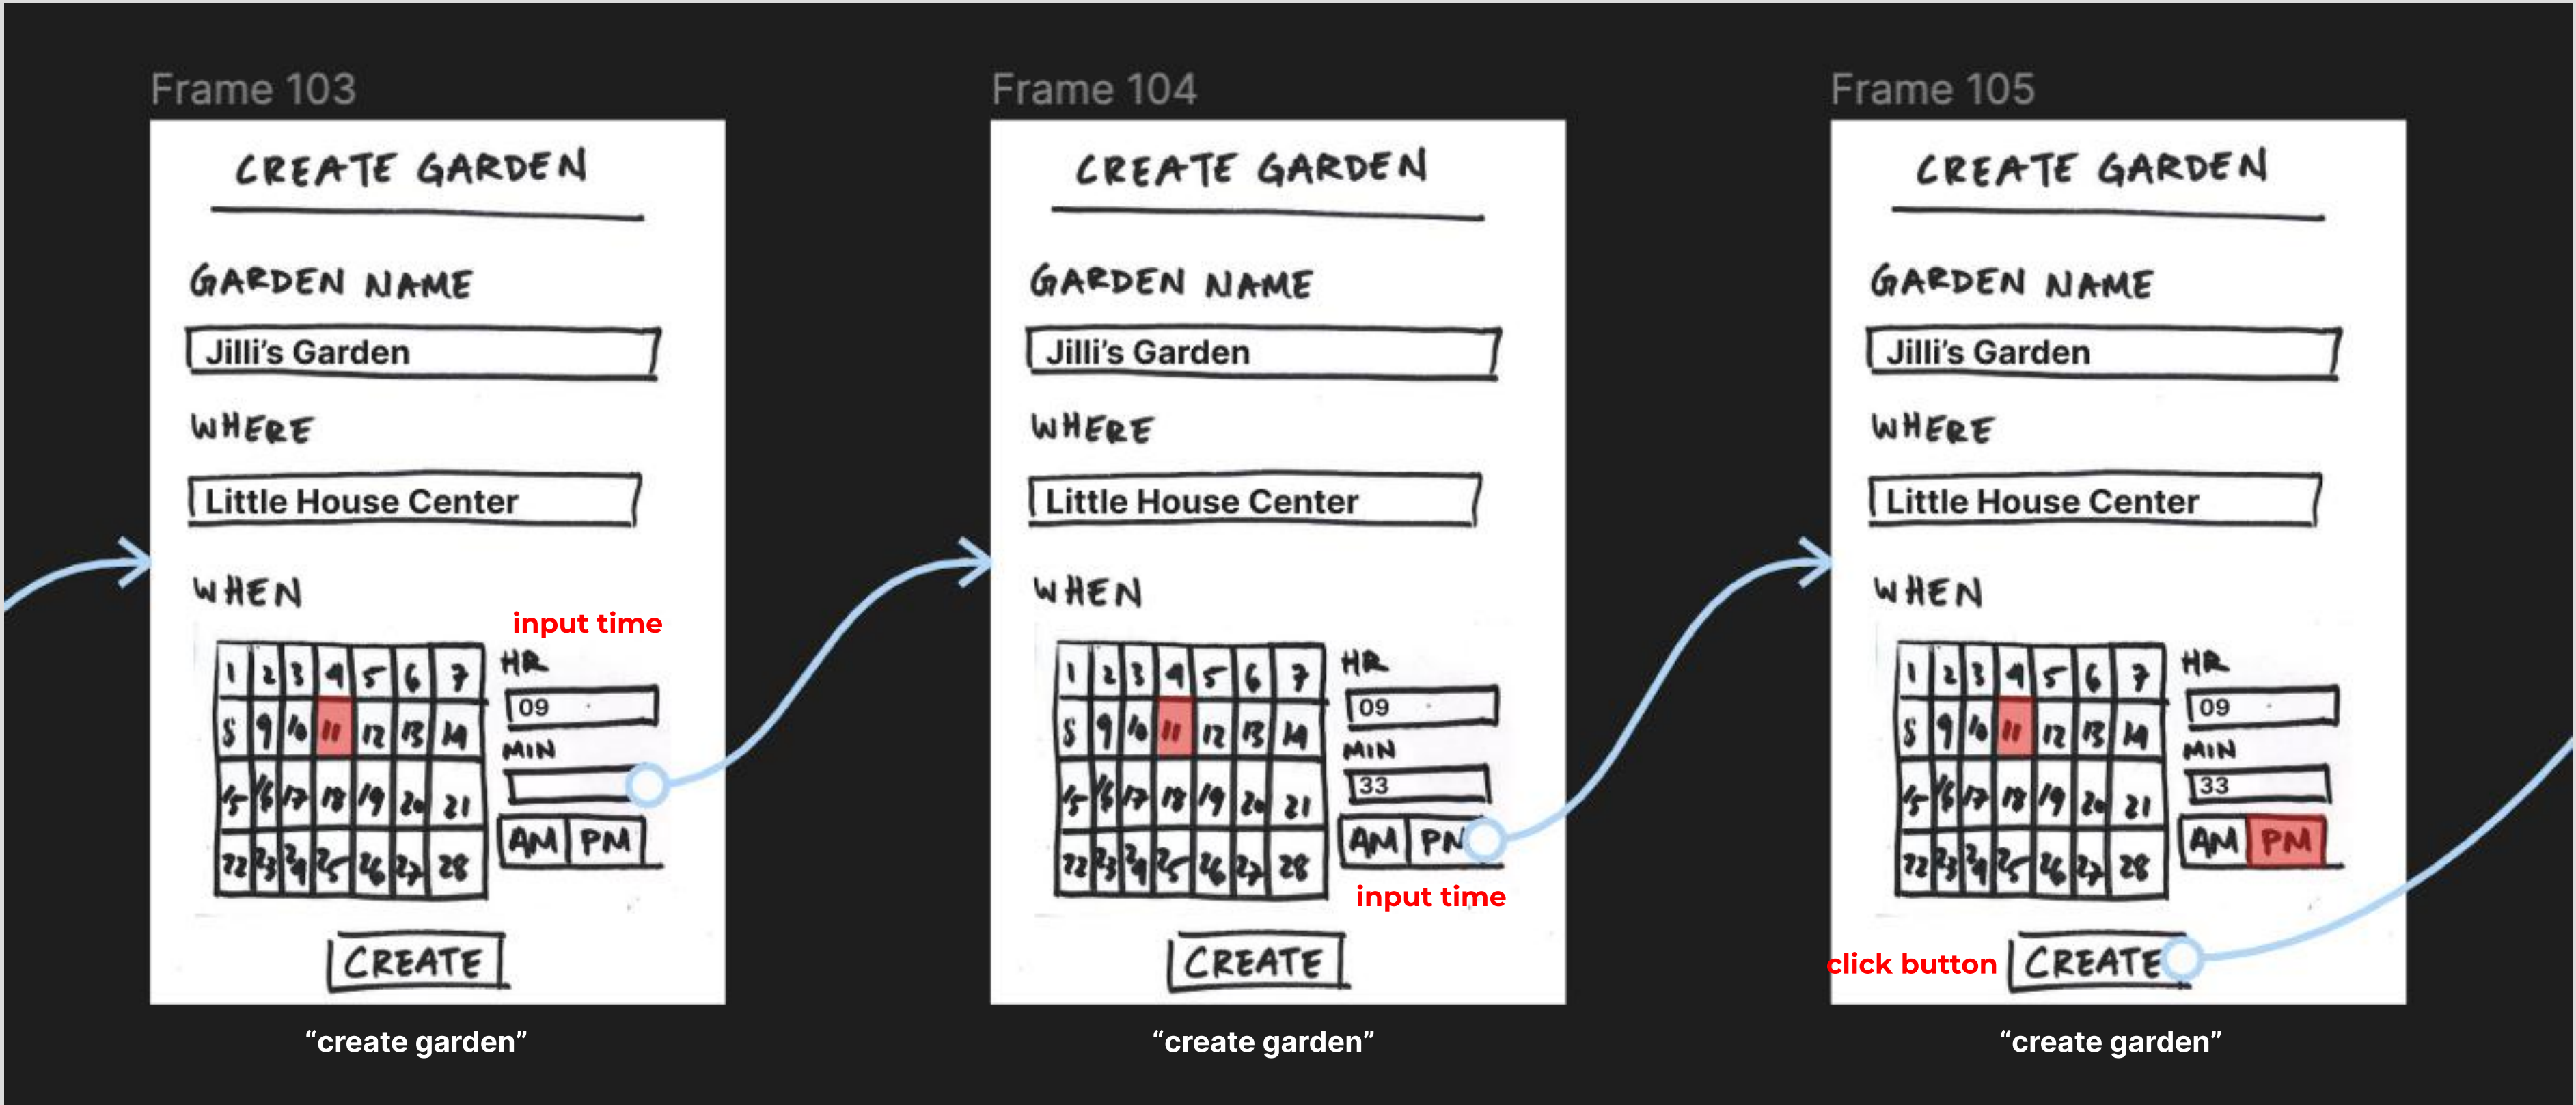 Frame 103
CREATE GARDEN
GARDEN NAME
Jilli's Garden
WHERE
Little House Center
WHEN
input time
1 2 3 4 5 6 7
8 9 10 11 12 13 14
15 16 17 18 19 20 21
22 23 24 25 26 27 28
HR
09
MIN
AM PM
CREATE
“create garden”
Frame 104
CREATE GARDEN
GARDEN NAME
Jilli's Garden
WHERE
Little House Center
WHEN
1 2 3 4 5 6 7
8 9 10 11 12 13 14
15 16 17 18 19 20 21
22 23 24 25 26 27 28
HR
09
MIN
33
AM PM
input time
CREATE
“create garden”
Frame 105
CREATE GARDEN
GARDEN NAME
Jilli's Garden
WHERE
Little House Center
WHEN
1 2 3 4 5 6 7
8 9 10 11 12 13 14
15 16 17 18 19 20 21
22 23 24 25 26 27 28
HR
09
MIN
33
AM PM
click button
CREATE
“create garden”